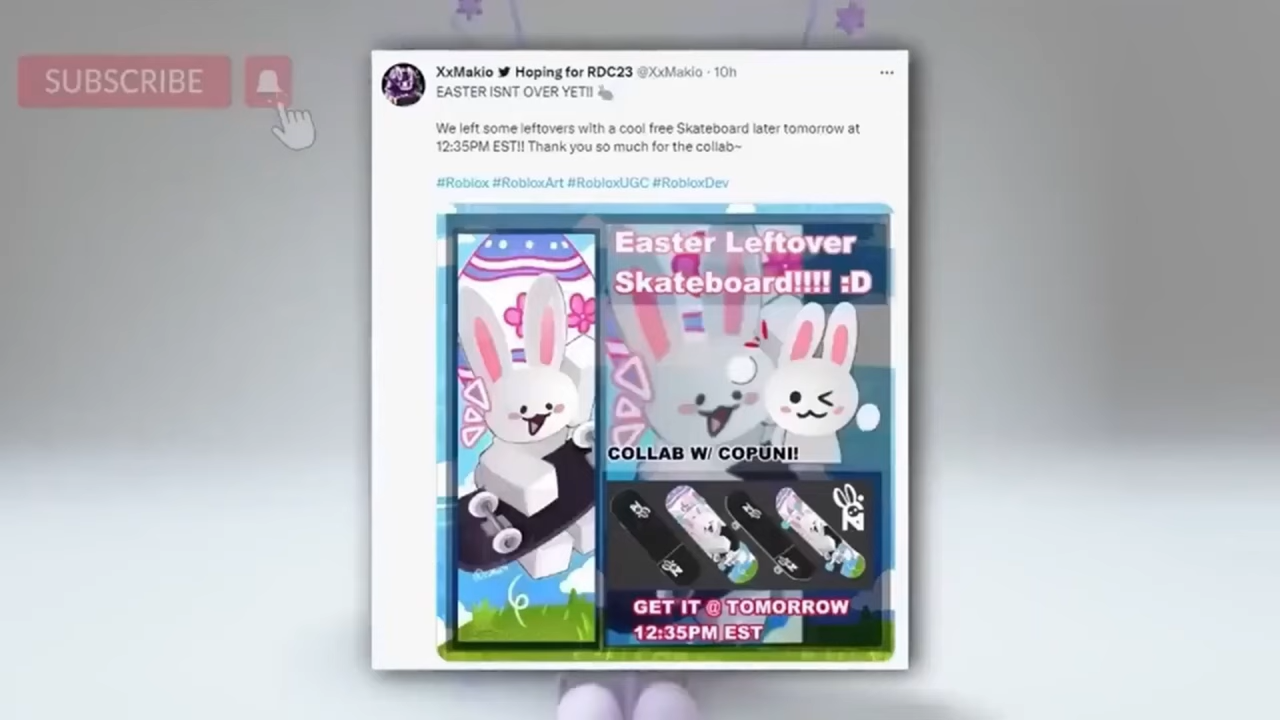 SUBSCRIBE
XxMakio Hoping for RDC23 @XxMakio · 10h
EASTER ISNT OVER YET!!
We left some leftovers with a cool free Skateboard later tomorrow at
12:35PM EST!! Thank you so much for the collab~
#Roblox #RobloxArt #RobloxUGC #RobloxDev
Easter Leftover
Skateboard!!!! :D
COLLAB W/ COPUNI!
GET IT @ TOMORROW
12:35PM EST